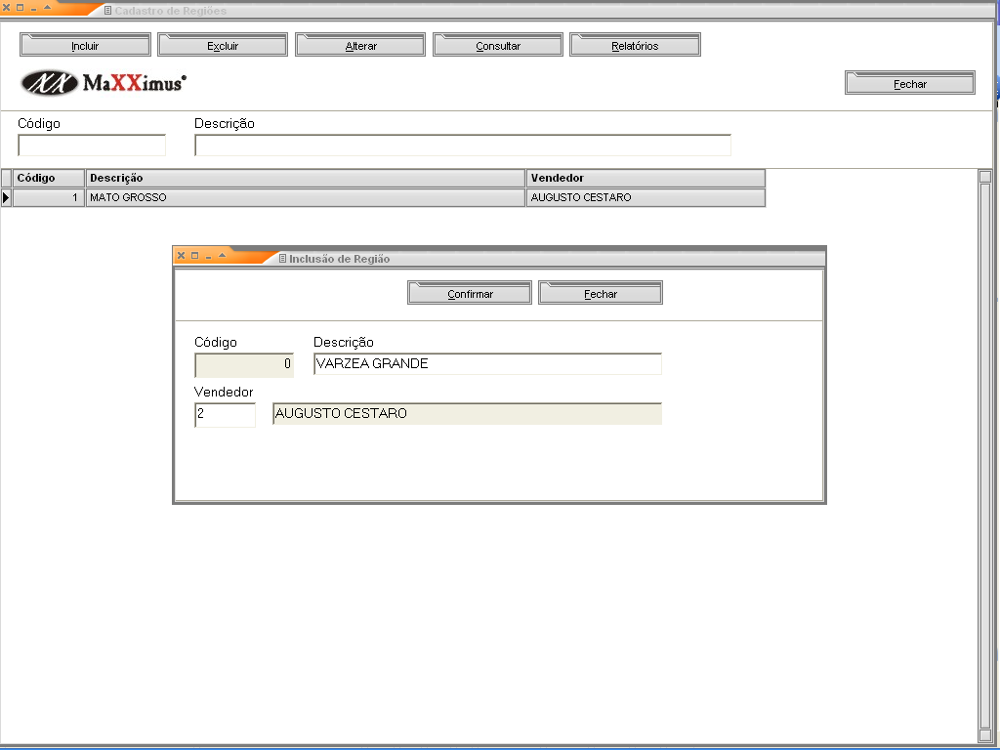 Cadastro de Regiões
Incluir Excluir Alterar Consultar Relatórios
MaXXimus
Fechar
Código Descrição
Código Descrição Vendedor
1 MATO GROSSO AUGUSTO CESTARO
Inclusão de Região
Confirmar Fechar
Código Descrição
0 VARZEA GRANDE
Vendedor
2 AUGUSTO CESTARO